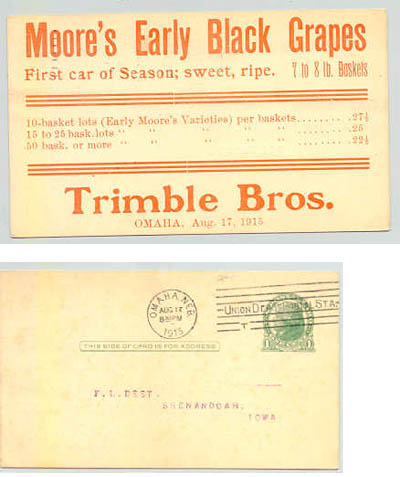 Moore's Early Black Grapes
First car of Season; sweet, ripe. 7 to 8 lb. Baskets
10-basket lots (Early Moore's Varieties) per baskets.........27½
15 to 25 bask. lots " " " " " .........25
50 bask. or more " " " " " .........22½
Trimble Bros.
OMAHA, Aug. 17, 1915
OMAHA, NEB.
AUG 17
8 PM
1915
STA.
THIS SIDE OF CARD IS FOR ADDRESS
F. L. DEST.
SHENANDOAH,
IOWA